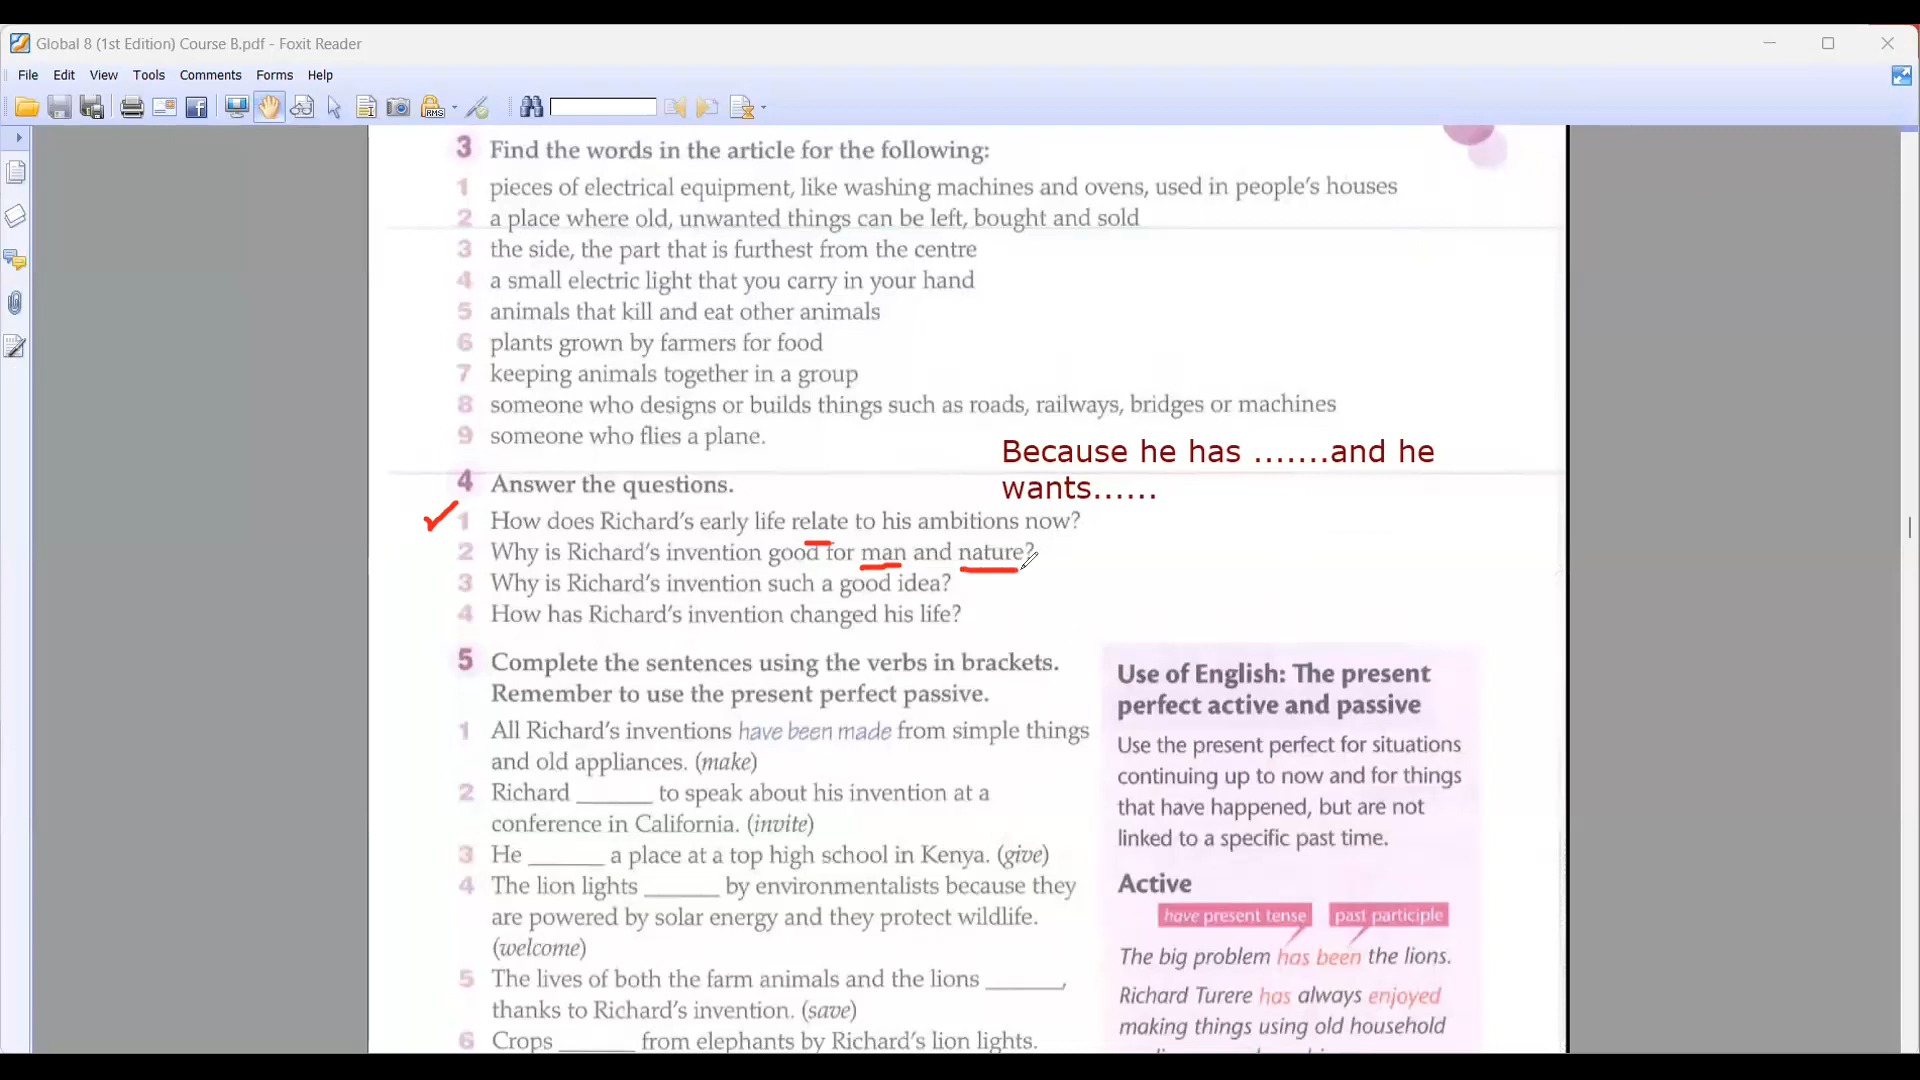 Global 8 (1st Edition) Course B.pdf - Foxit Reader
File Edit View Tools Comments Forms Help
RMS
3 Find the words in the article for the following:
1 pieces of electrical equipment, like washing machines and ovens, used in people's houses
2 a place where old, unwanted things can be left, bought and sold
3 the side, the part that is furthest from the centre
4 a small electric light that you carry in your hand
5 animals that kill and eat other animals
6 plants grown by farmers for food
7 keeping animals together in a group
8 someone who designs or builds things such as roads, railways, bridges or machines
9 someone who flies a plane.
Because he has .......and he
wants......
4 Answer the questions.
1 How does Richard's early life relate to his ambitions now?
2 Why is Richard's invention good for man and nature?
3 Why is Richard's invention such a good idea?
4 How has Richard's invention changed his life?
5 Complete the sentences using the verbs in brackets.
Remember to use the present perfect passive.
1 All Richard's inventions have been made from simple things
and old appliances. (make)
2 Richard ______ to speak about his invention at a
conference in California. (invite)
3 He ______ a place at a top high school in Kenya. (give)
4 The lion lights ______ by environmentalists because they
are powered by solar energy and they protect wildlife.
(welcome)
5 The lives of both the farm animals and the lions ______,
thanks to Richard's invention. (save)
6 Crops ______ from elephants by Richard's lion lights.
Use of English: The present
perfect active and passive
Use the present perfect for situations
continuing up to now and for things
that have happened, but are not
linked to a specific past time.
Active
have present tense past participle
The big problem has been the lions.
Richard Turere has always enjoyed
making things using old household